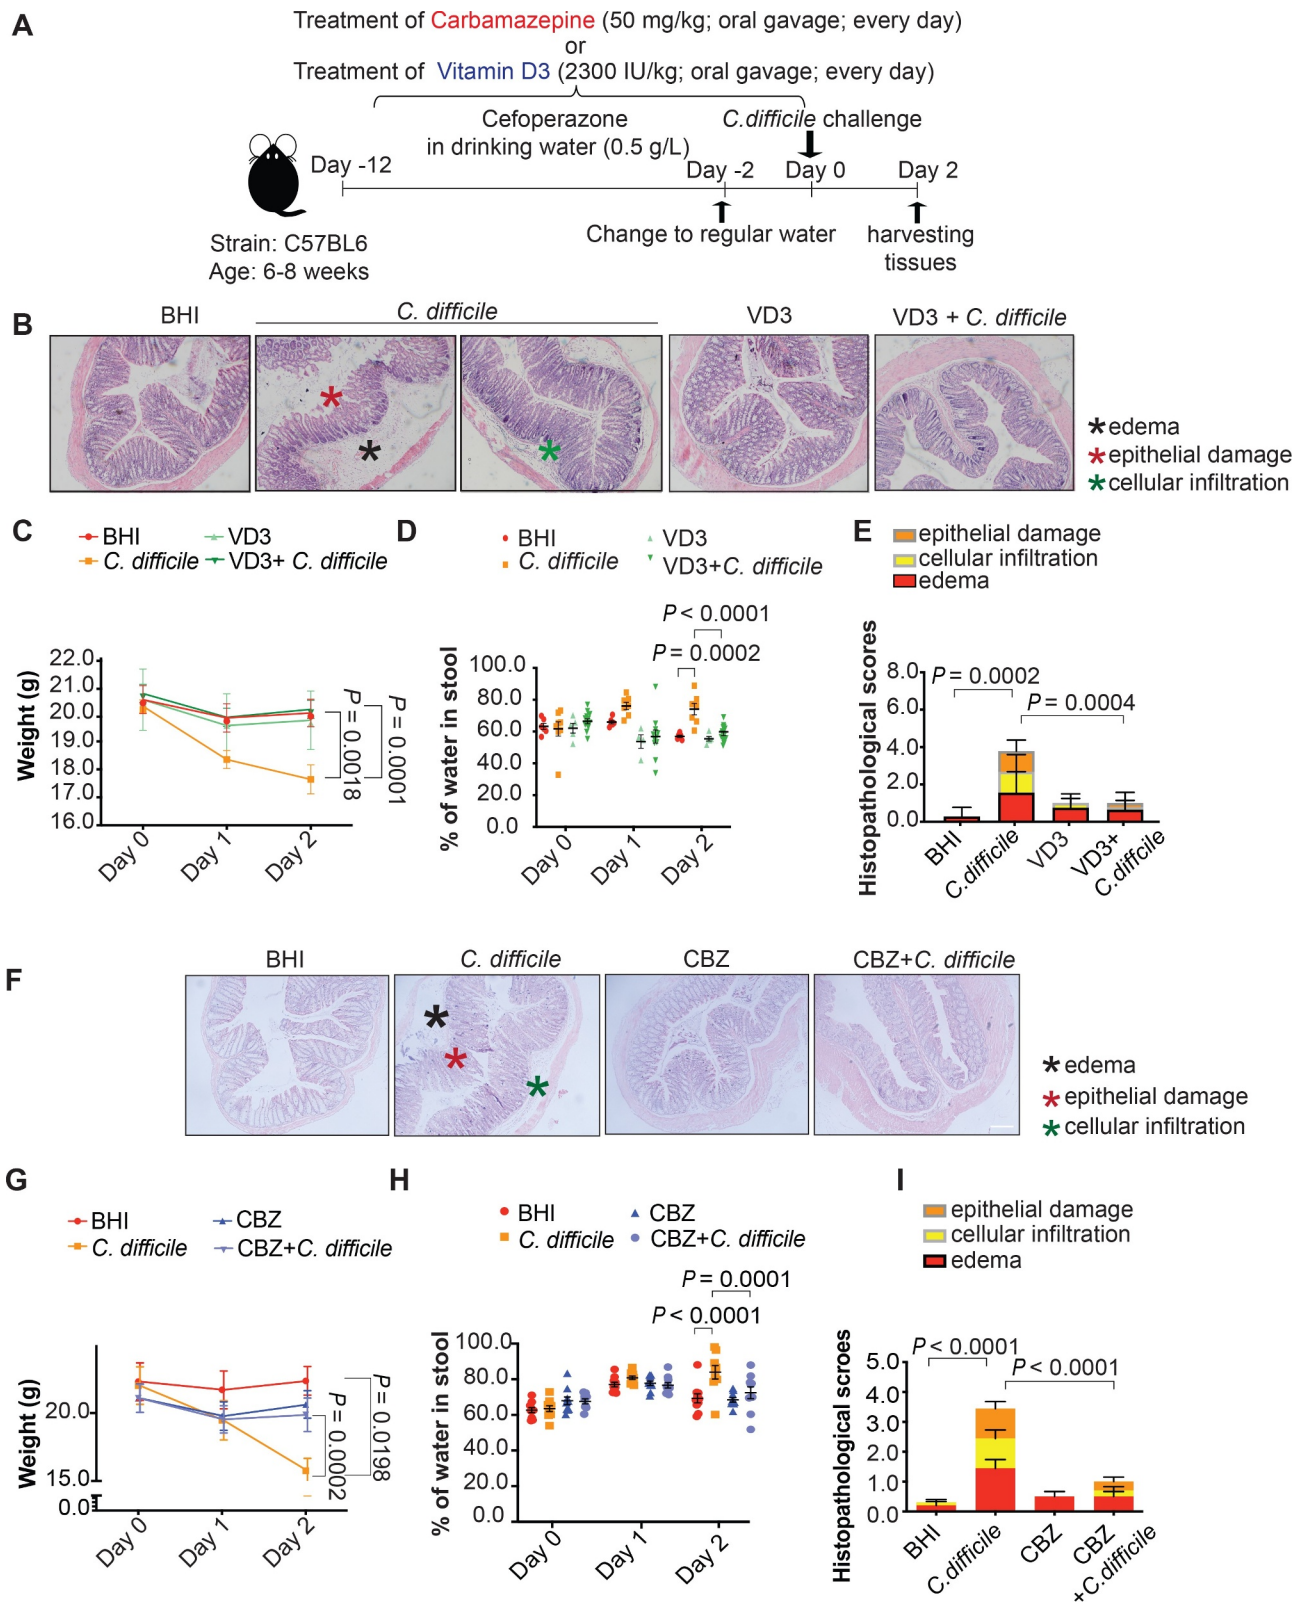 A
Treatment of Carbamazepine (50 mg/kg; oral gavage; every day)
or
Treatment of Vitamin D3 (2300 IU/kg; oral gavage; every day)
Cefoperazone
in drinking water (0.5 g/L)
C.difficile challenge
Day -12
Day -2
Day 0
Day 2
Change to regular water
harvesting
tissues
Strain: C57BL6
Age: 6-8 weeks
B
BHI
C. difficile
VD3
VD3 + C. difficile
* edema
* epithelial damage
* cellular infiltration
C
BHI
VD3
C. difficile
VD3+ C. difficile
Weight (g)
22.0
21.0
20.0
19.0
18.0
17.0
16.0
Day 0
Day 1
Day 2
P = 0.0018
P = 0.0001
D
BHI
VD3
C. difficile
VD3+C. difficile
P < 0.0001
P = 0.0002
% of water in stool
100.0
80.0
60.0
40.0
20.0
0.0
Day 0
Day 1
Day 2
E
epithelial damage
cellular infiltration
edema
Histopathological scores
8.0
6.0
4.0
2.0
0.0
P = 0.0002
P = 0.0004
BHI
C.difficile
VD3
VD3+
C.diffcile
F
BHI
C. difficile
CBZ
CBZ+C. difficile
* edema
* epithelial damage
* cellular infiltration
G
BHI
CBZ
C. difficile
CBZ+C. difficile
Weight (g)
20.0
15.0
0.0
Day 0
Day 1
Day 2
P = 0.0002
P = 0.0198
H
BHI
CBZ
C. difficile
CBZ+C. difficile
P = 0.0001
P < 0.0001
% of water in stool
100.0
80.0
60.0
40.0
20.0
0.0
Day 0
Day 1
Day 2
I
epithelial damage
cellular infiltration
edema
Histopathological scroes
5.0
4.0
3.0
2.0
1.0
0.0
P < 0.0001
P < 0.0001
BHI
C.difficile
CBZ
CBZ
+C.difficile